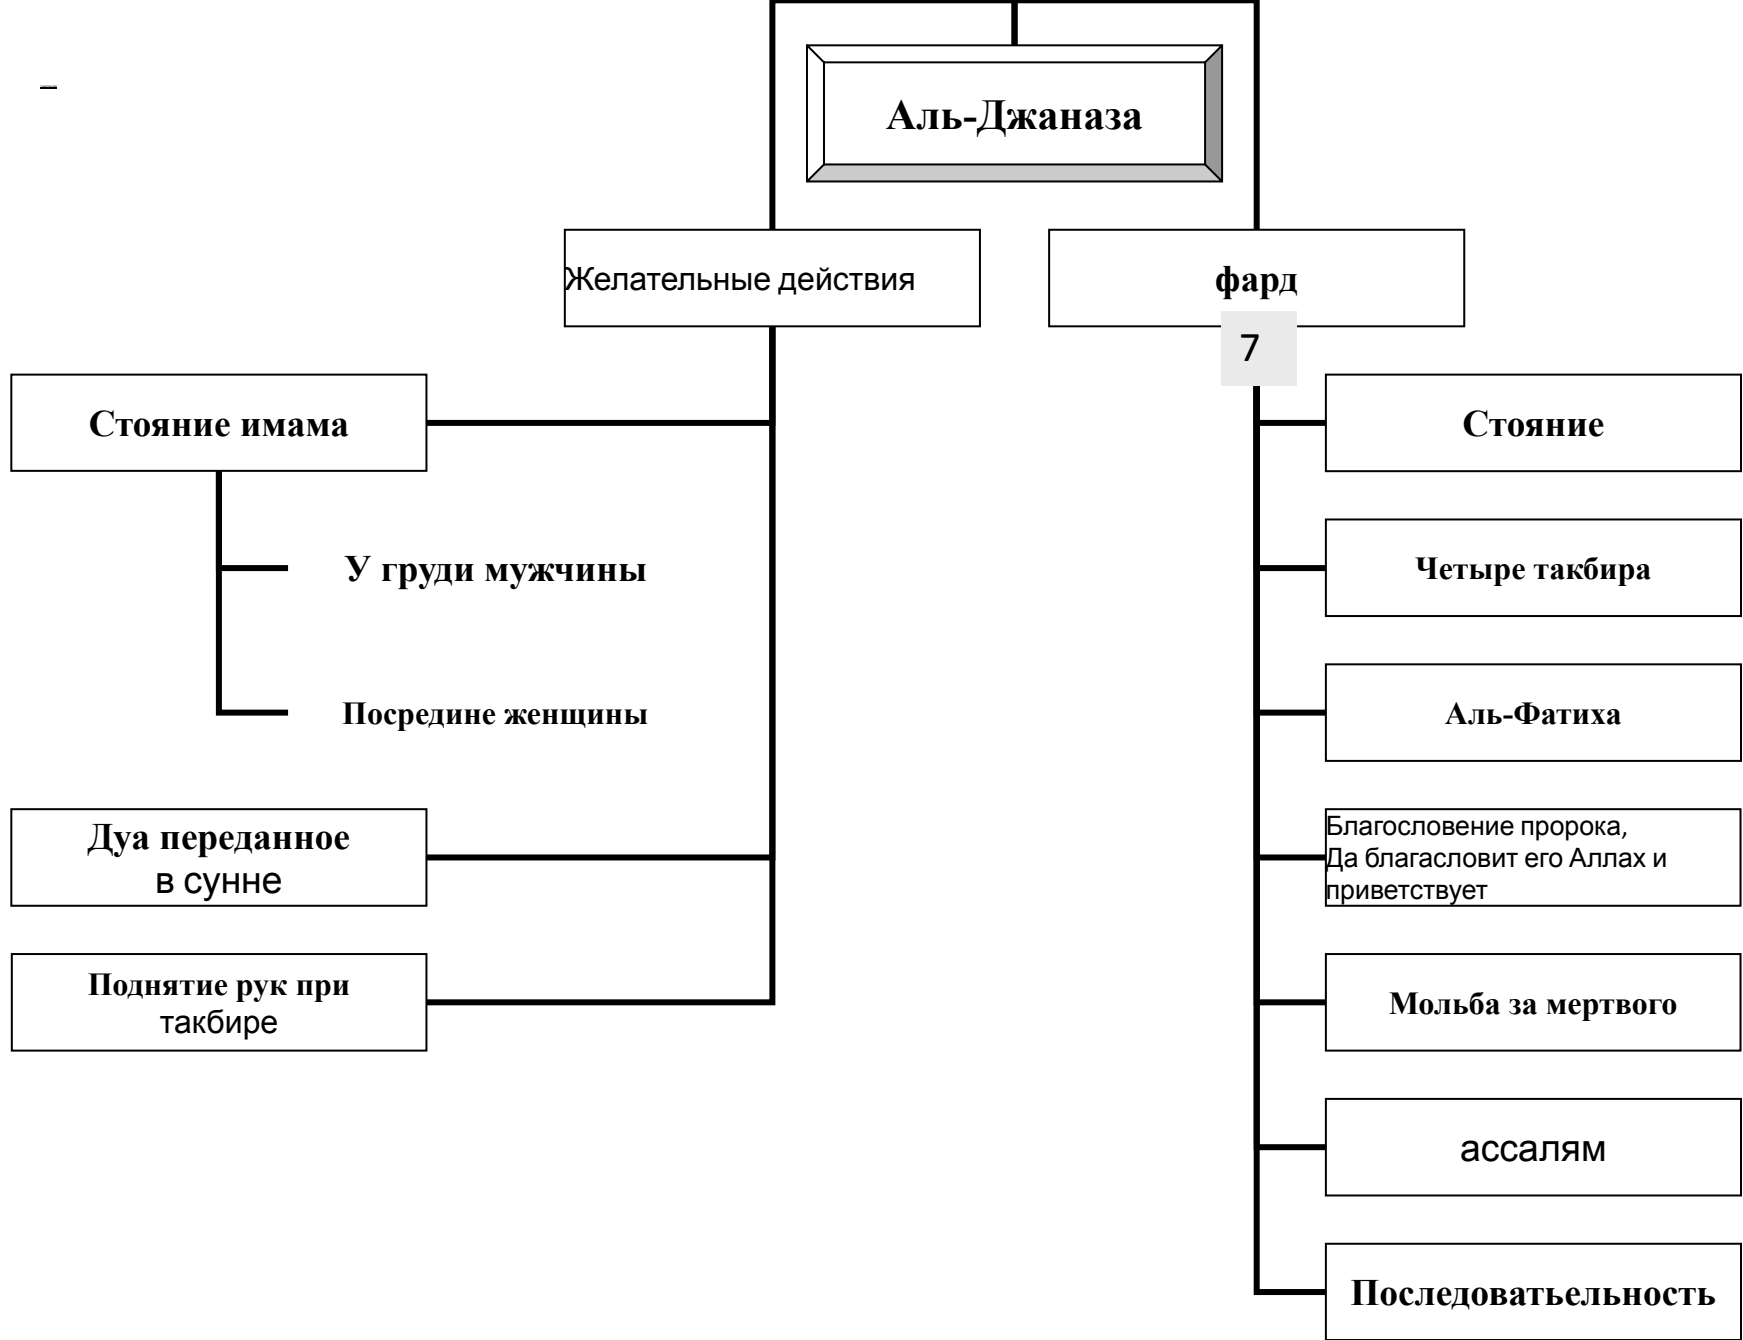 Аль-Джаназа
Желательные действия
фард
7
Стояние имама
У груди мужчины
Посредине женщины
Дуа переданное
в сунне
Поднятие рук при
такбире
Стояние
Четыре такбира
Аль-Фатиха
Благословение пророка,
Да благасловит его Аллах и
приветствует
Мольба за мертвого
ассалям
Последоватьельность